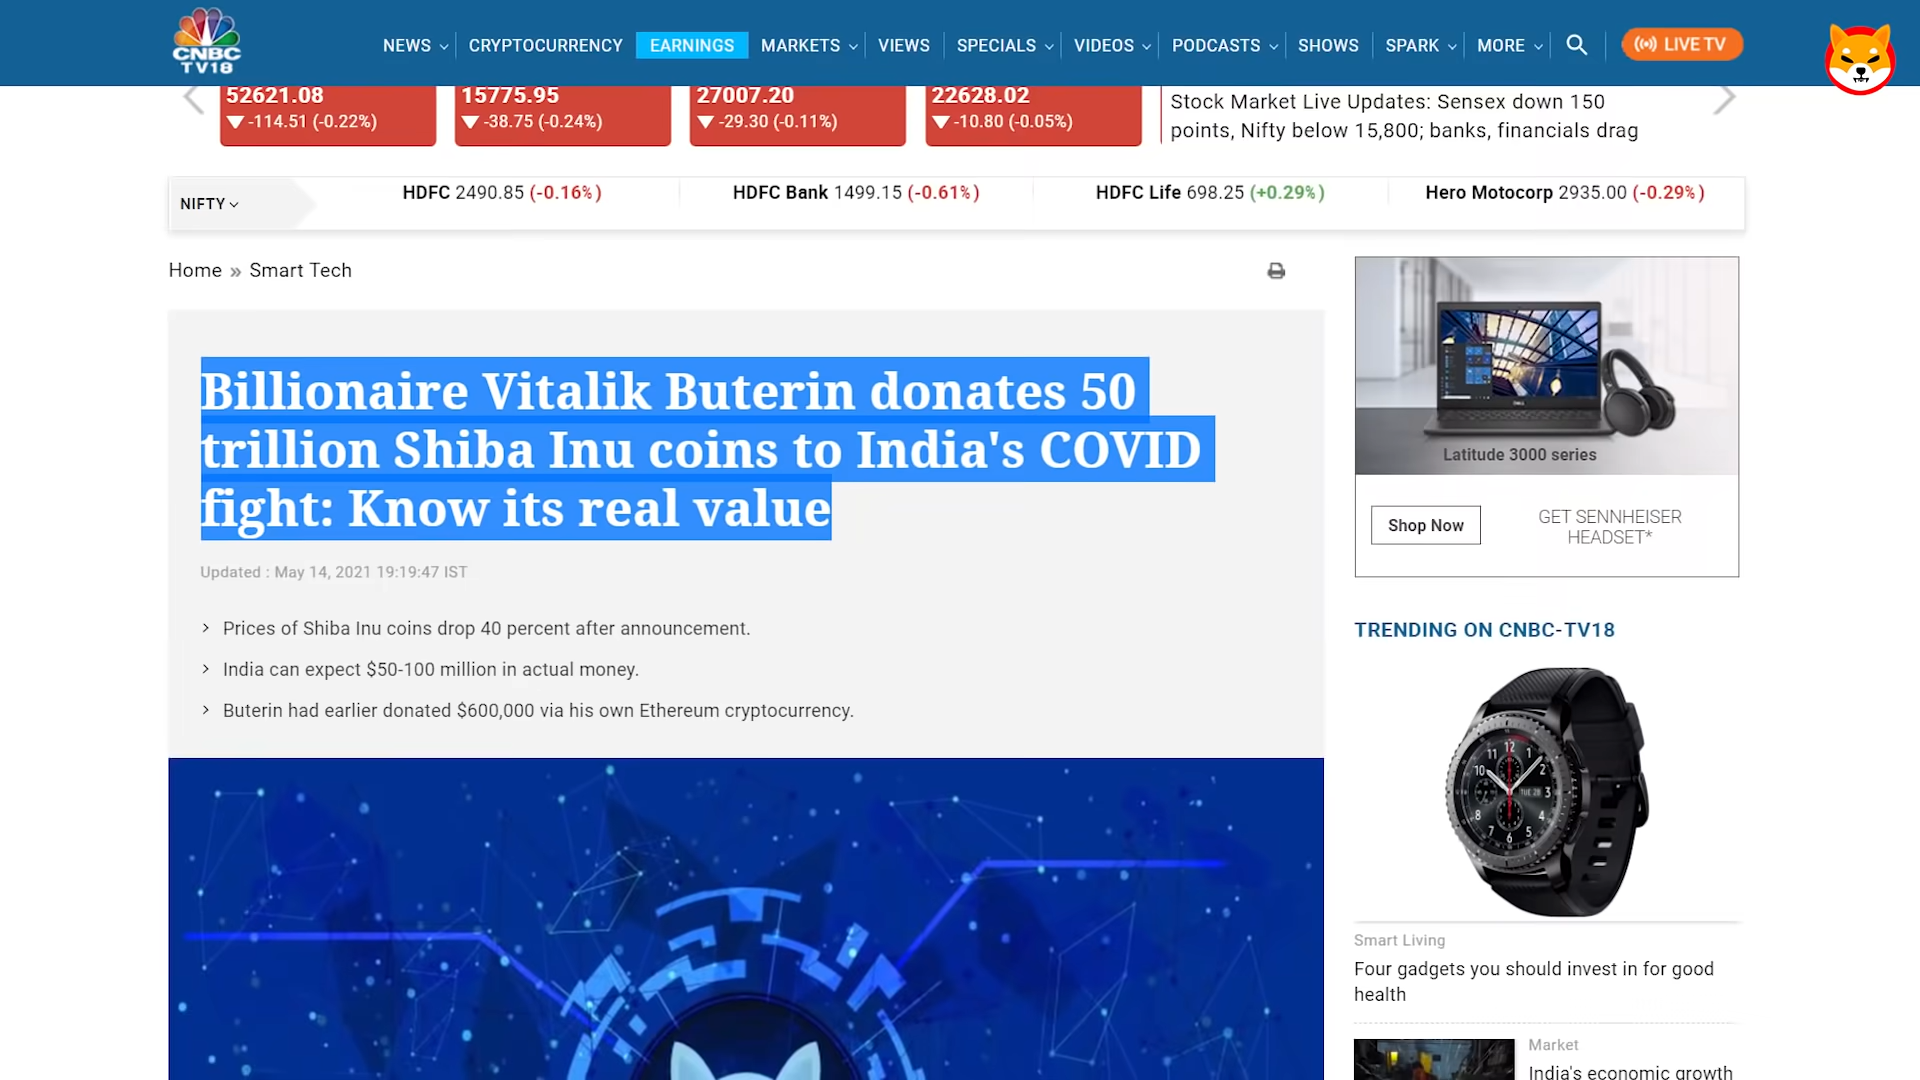 CNBC
TV18
NEWS
CRYPTOCURRENCY
EARNINGS
MARKETS
VIEWS
SPECIALS
VIDEOS
PODCASTS
SHOWS
SPARK
MORE
LIVE TV
52621.08
-114.51 (-0.22%)
15775.95
-38.75 (-0.24%)
27007.20
-29.30 (-0.11%)
22628.02
-10.80 (-0.05%)
Stock Market Live Updates: Sensex down 150
points, Nifty below 15,800; banks, financials drag
NIFTY
HDFC 2490.85 (-0.16%)
HDFC Bank 1499.15 (-0.61%)
HDFC Life 698.25 (+0.29%)
Hero Motocorp 2935.00 (-0.29%)
Home » Smart Tech
Billionaire Vitalik Buterin donates 50
trillion Shiba Inu coins to India's COVID
fight: Know its real value
Updated : May 14, 2021 19:19:47 IST
Prices of Shiba Inu coins drop 40 percent after announcement.
India can expect $50-100 million in actual money.
Buterin had earlier donated $600,000 via his own Ethereum cryptocurrency.
Latitude 3000 series
Shop Now
GET SENNHEISER
HEADSET*
TRENDING ON CNBC-TV18
Smart Living
Four gadgets you should invest in for good
health
Market
India's economic growth